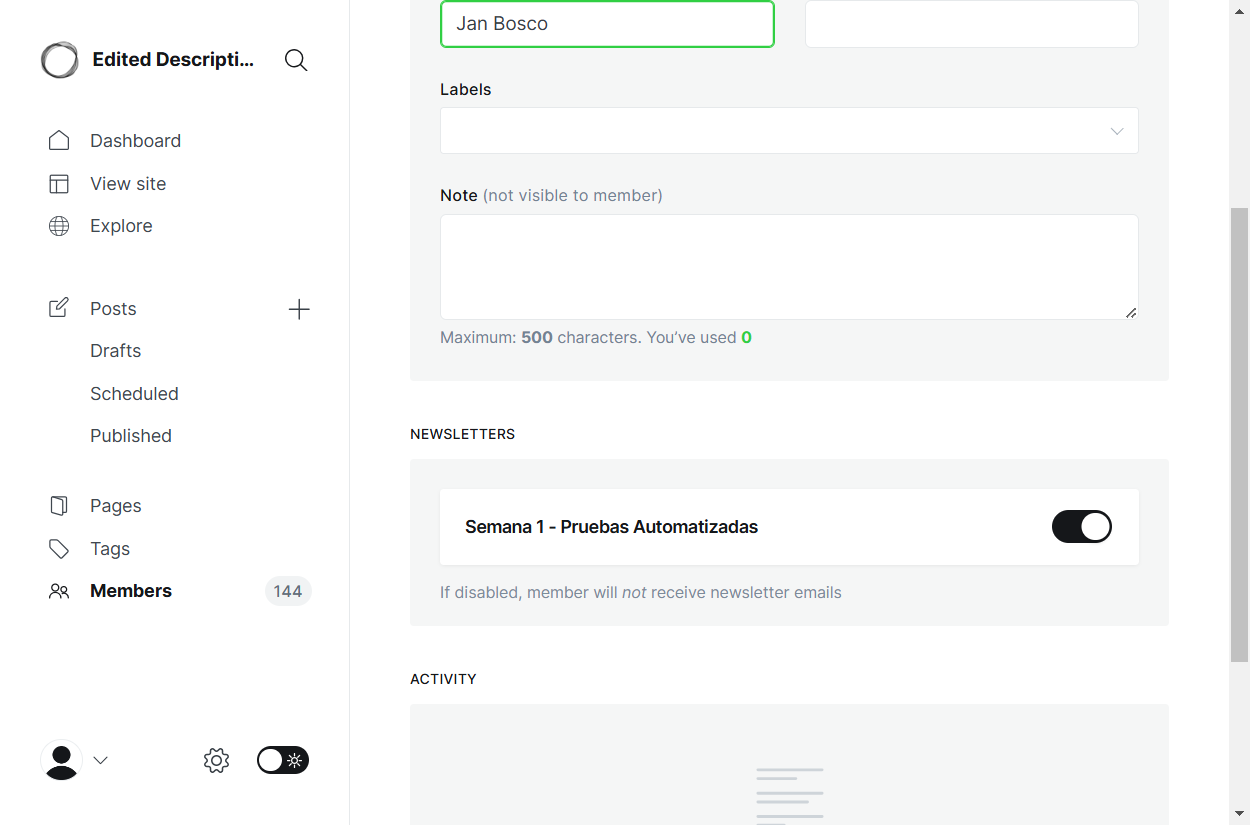 Edited Descripti...
Dashboard
View site
Explore
Posts
Drafts
Scheduled
Published
Pages
Tags
Members 144
Jan Bosco
Labels
Note (not visible to member)
Maximum: 500 characters. You’ve used 0
NEWSLETTERS
Semana 1 - Pruebas Automatizadas
If disabled, member will not receive newsletter emails
ACTIVITY